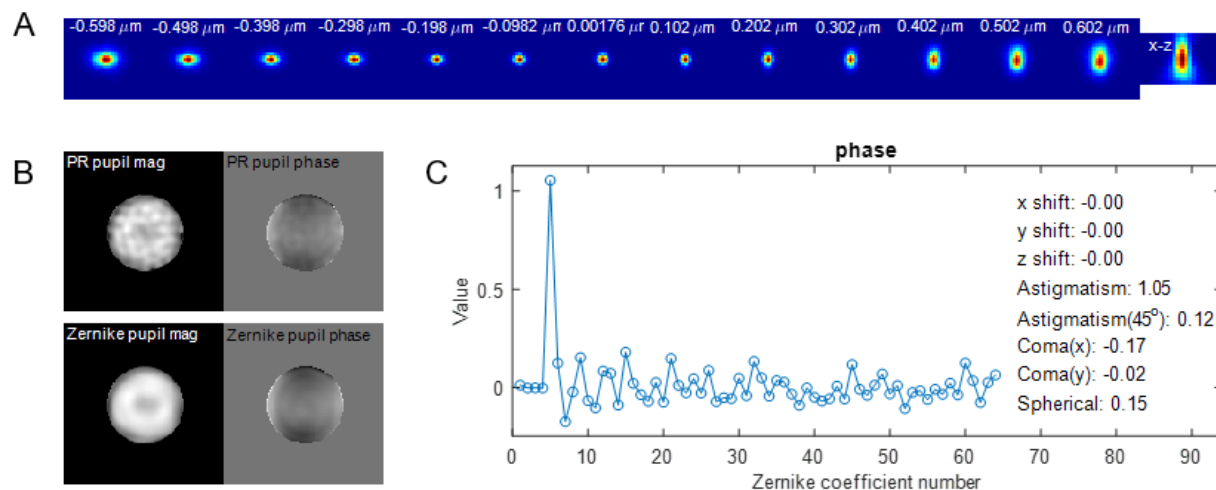 A
-0.598 μm -0.498 μm -0.398 μm -0.298 μm -0.198 μm -0.0982 μm 0.00176 μm 0.102 μm 0.202 μm 0.302 μm 0.402 μm 0.502 μm 0.602 μm
x-z
B
PR pupil mag PR pupil phase
Zernike pupil mag Zernike pupil phase
C
phase
Value
1
0.5
0
0 10 20 30 40 50 60 70 80 90
Zernike coefficient number
x shift: -0.00
y shift: -0.00
z shift: -0.00
Astigmatism: 1.05
Astigmatism(45°): 0.12
Coma(x): -0.17
Coma(y): -0.02
Spherical: 0.15